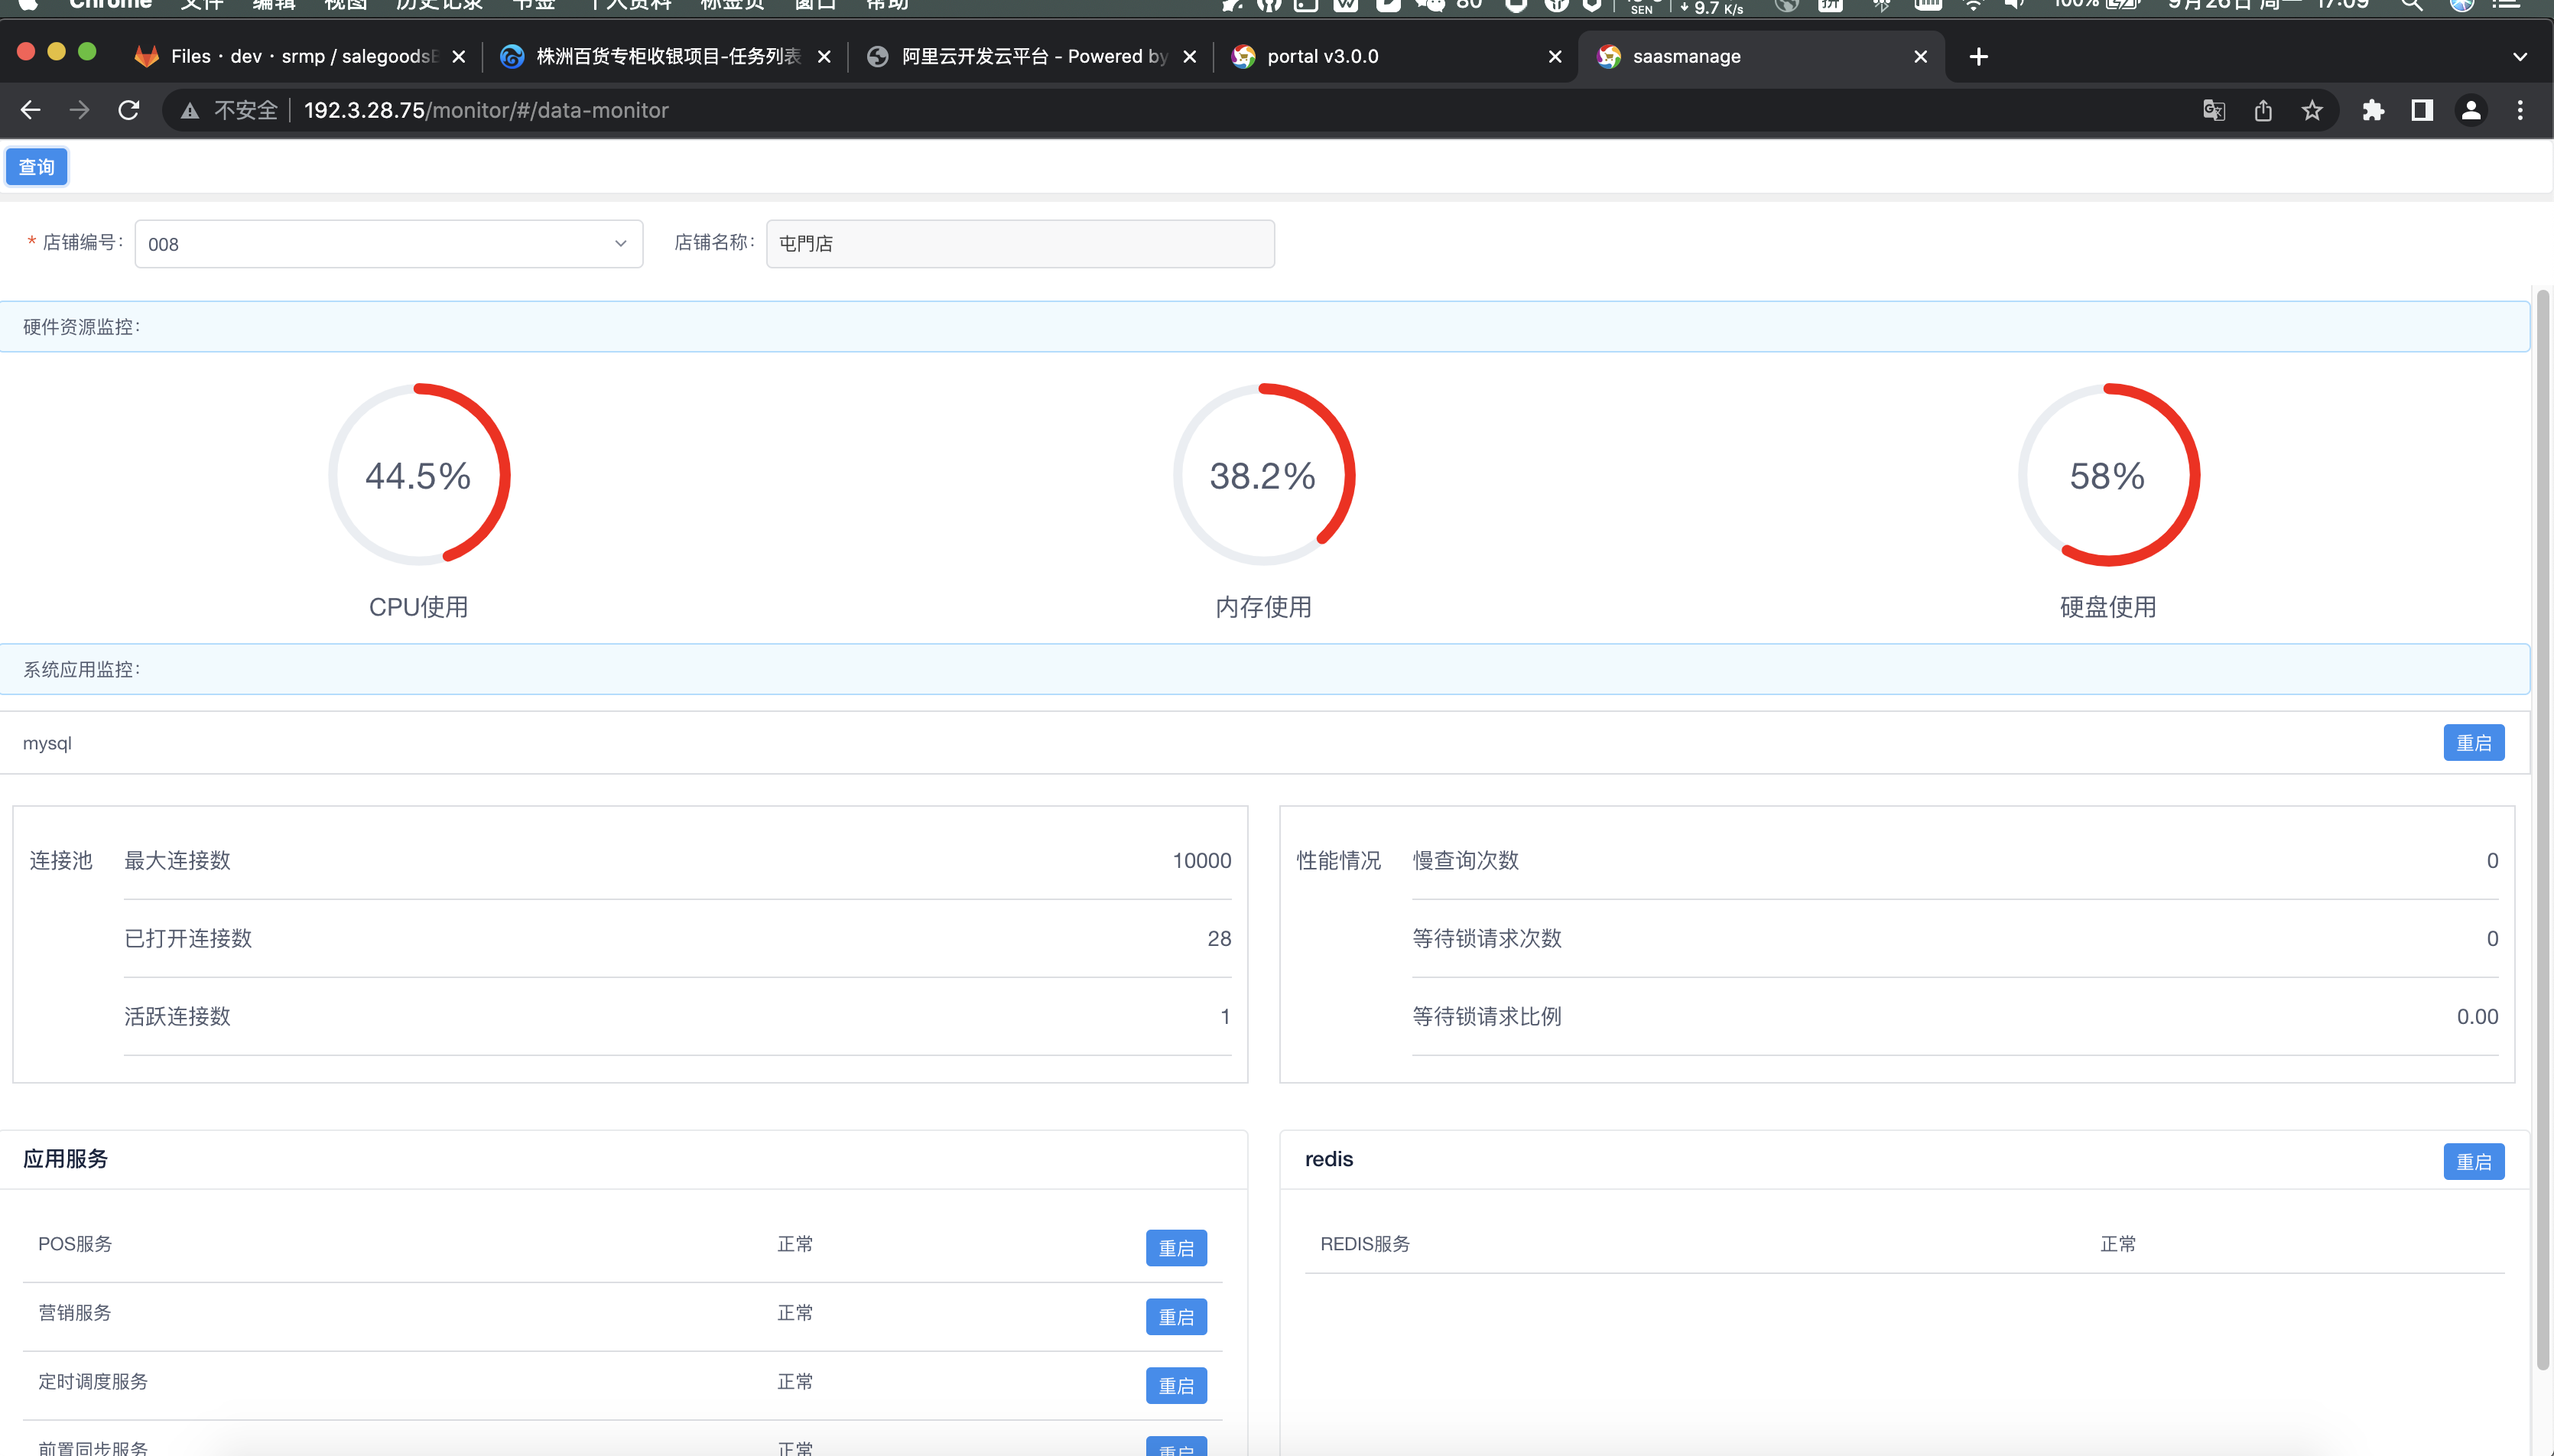 Chrome 文件 编辑 视图 历史记录 书签 个人资料 标签页 窗口 帮助
80 SEN ↓ 9.7 K/s 拼 100% 9月26日 周一 17:09
Files · dev · srmp / salegoods 株洲百货专柜收银项目-任务列表 阿里云开发云平台 - Powered by portal v3.0.0 saasmanage
不安全 192.3.28.75/monitor/#/data-monitor
查询
* 店铺编号: 008 店铺名称: 屯門店
硬件资源监控:
44.5% 38.2% 58%
CPU使用 内存使用 硬盘使用
系统应用监控:
mysql 重启
连接池 最大连接数 10000 性能情况 慢查询次数 0
已打开连接数 28 等待锁请求次数 0
活跃连接数 1 等待锁请求比例 0.00
应用服务 redis 重启
POS服务 正常 重启 REDIS服务 正常
营销服务 正常 重启
定时调度服务 正常 重启
前置同步服务 正常 重启